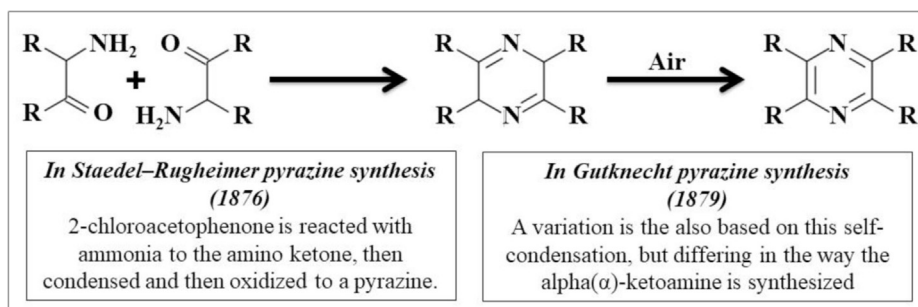 R NH2 O R R N R Air R N R
+
R O H2N R R N R R N R
In Staedel–Rugheimer pyrazine synthesis
(1876)
2-chloroacetophenone is reacted with
ammonia to the amino ketone, then
condensed and then oxidized to a pyrazine.
In Gutknecht pyrazine synthesis
(1879)
A variation is the also based on this self-
condensation, but differing in the way the
alpha(α)-ketoamine is synthesized